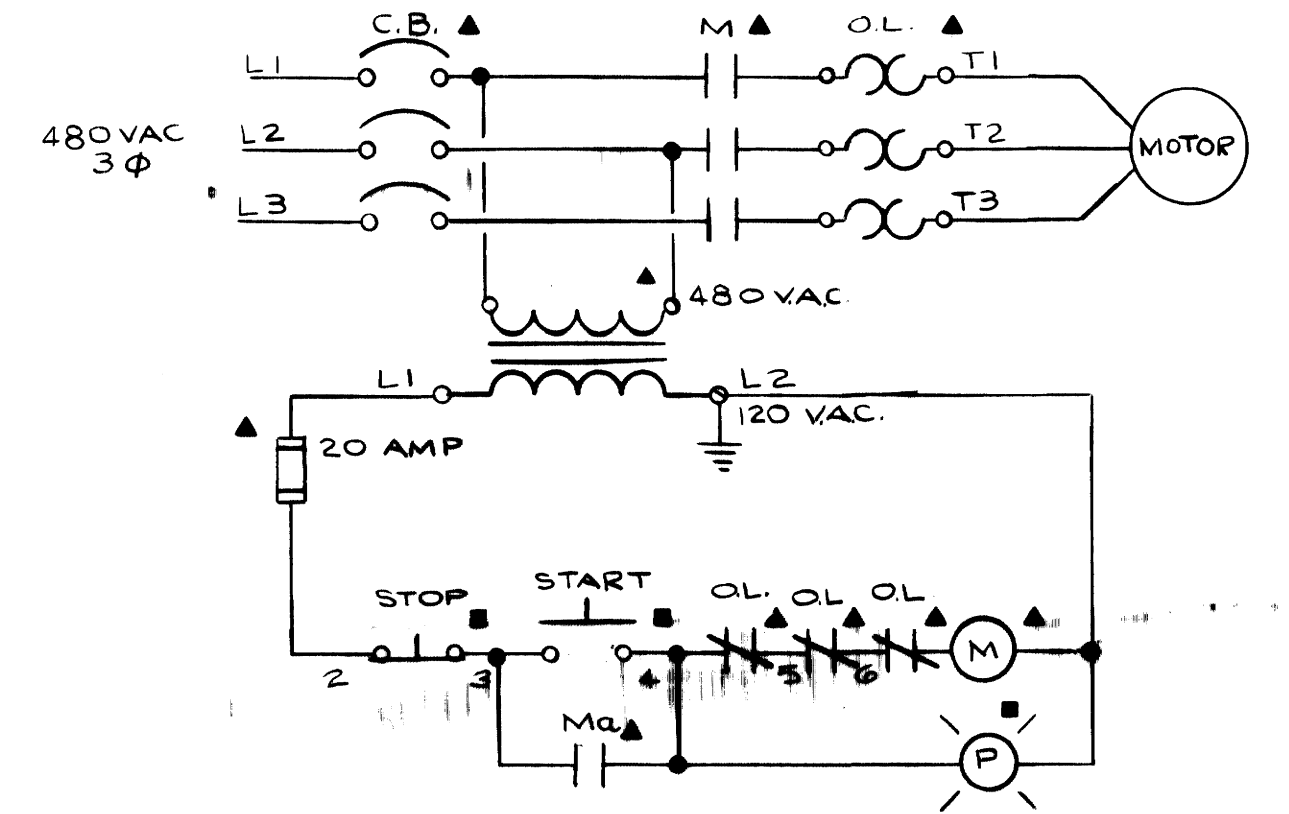 C.B.
M
O.L.
L1
T1
480 VAC
3 Φ
L2
T2
MOTOR
L3
T3
480 V.A.C.
L1
L2
120 V.A.C.
20 AMP
STOP
START
O.L.
O.L
O.L
M
2
3
4
5
6
Ma
P